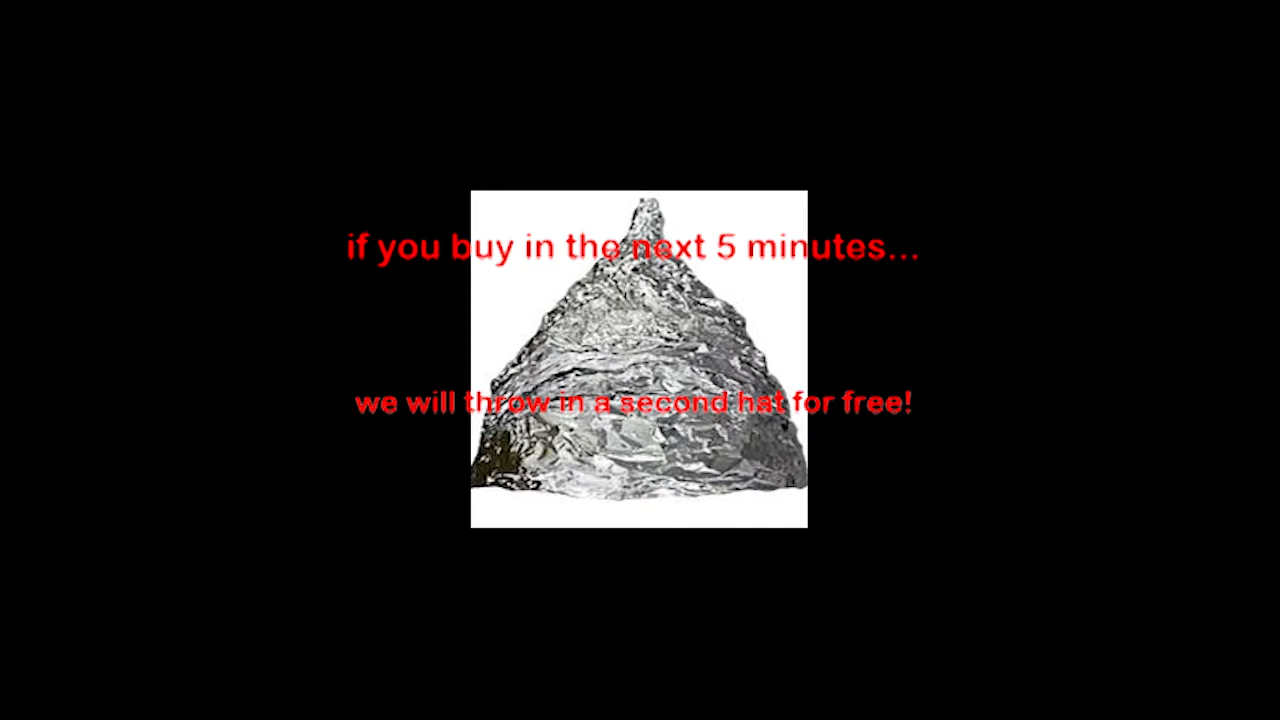 if you buy in the next 5 minutes...
we will throw in a second hat for free!